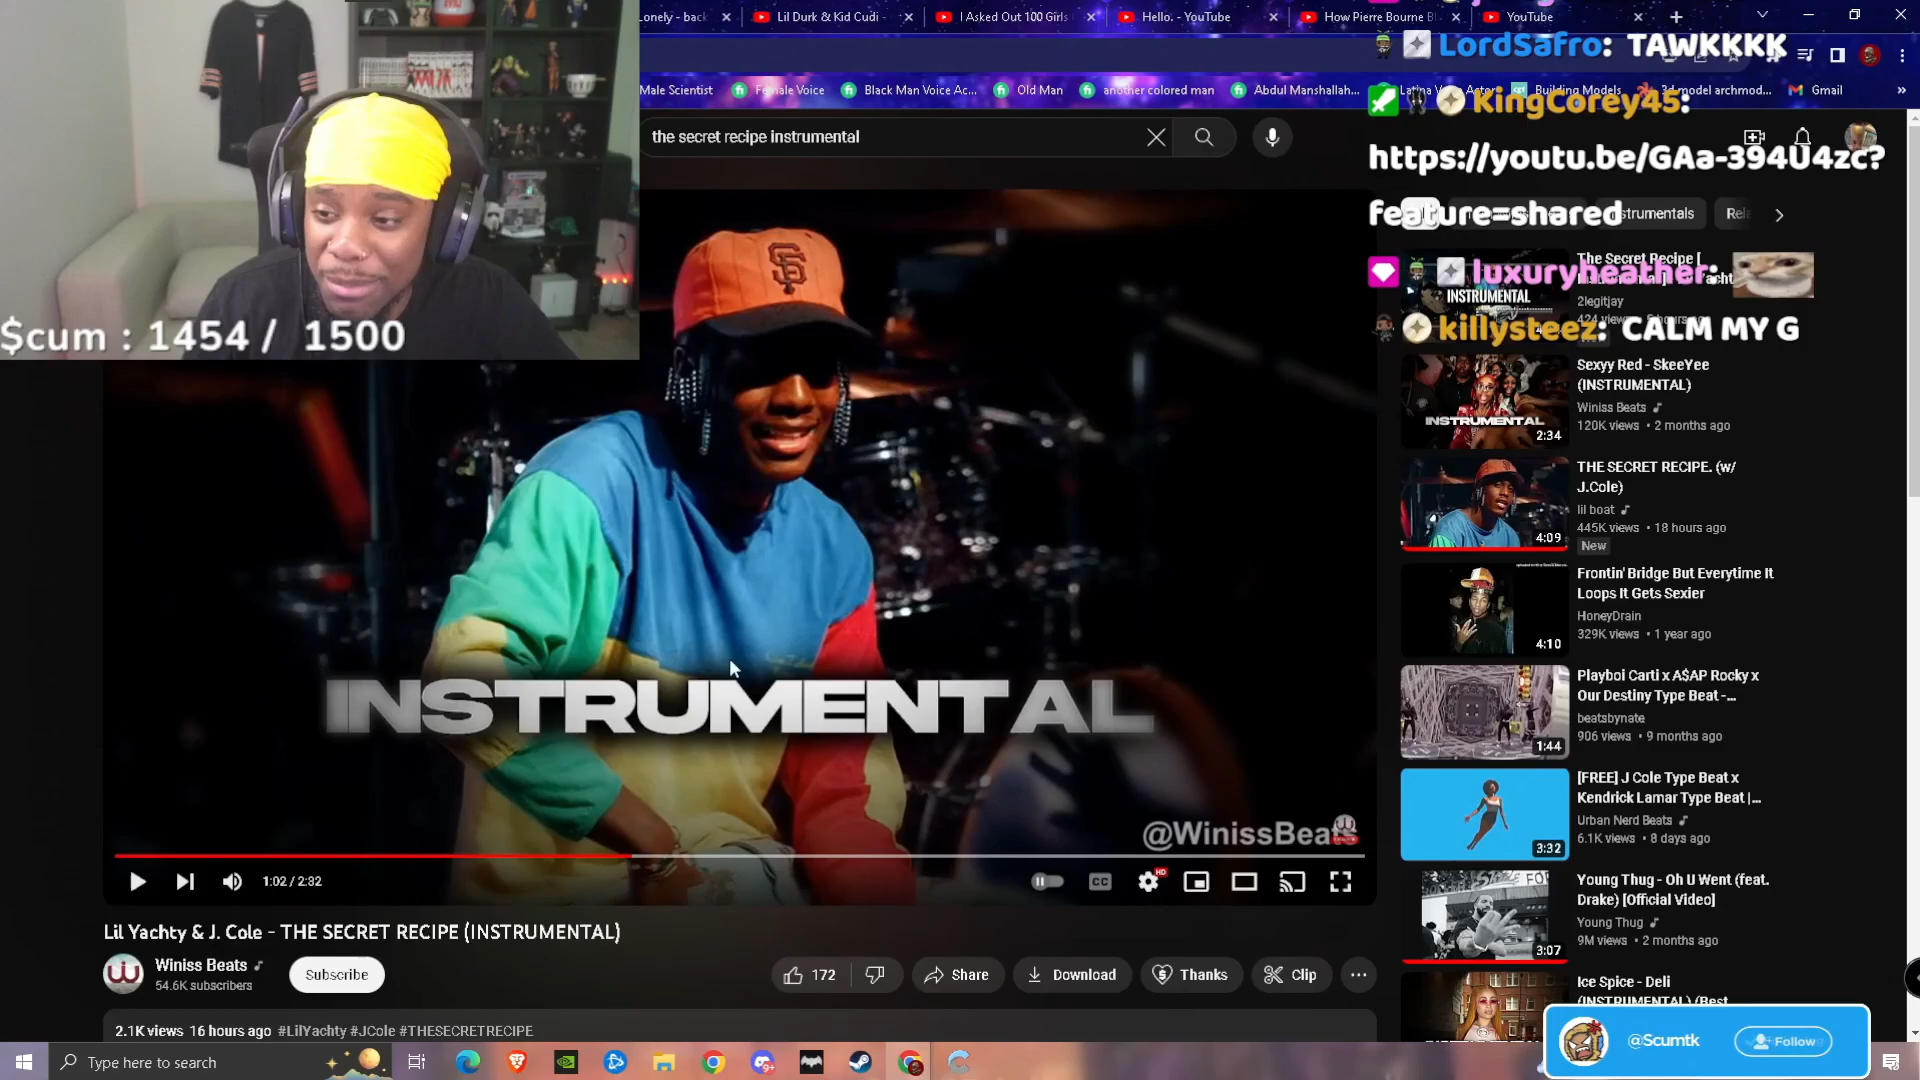 Lonely - back
Lil Durk & Kid Cudi -
I Asked Out 100 Girls
Hello. - YouTube
How Pierre Bourne B
YouTube
LordSafro: TAWKKKK
Male Scientist
Female Voice
Black Man Voice Ac...
Old Man
another colored man
Abdul Manshallah...
Building Models
3d model archmod...
Gmail
KingCorey45:
https://youtu.be/GAa-394U4zc?
feature=shared
the secret recipe instrumental
strumentals
Rel
luxuryheather:
killysteez: CALM MY G
$cum : 1454 / 1500
The Secret Recipe [
2legitjay
INSTRUMENTAL
Sexyy Red - SkeeYee
(INSTRUMENTAL)
Winiss Beats
120K views • 2 months ago
INSTRUMENTAL
2:34
THE SECRET RECIPE. (w/
J.Cole)
lil boat
445K views • 18 hours ago
New
4:09
Frontin' Bridge But Everytime It
Loops It Gets Sexier
HoneyDrain
329K views • 1 year ago
4:10
Playboi Carti x A$AP Rocky x
Our Destiny Type Beat -...
beatsbynate
906 views • 9 months ago
1:44
[FREE] J Cole Type Beat x
Kendrick Lamar Type Beat |...
Urban Nerd Beats
6.1K views • 8 days ago
3:32
Young Thug - Oh U Went (feat.
Drake) [Official Video]
Young Thug
9M views • 2 months ago
3:07
Ice Spice - Deli
(INSTRUMENTAL) (Best
SF
INSTRUMENTAL
@WinissBeats
1:02 / 2:32
CC
HD
Lil Yachty & J. Cole - THE SECRET RECIPE (INSTRUMENTAL)
Winiss Beats
54.6K subscribers
Subscribe
172
Share
Download
Thanks
Clip
2.1K views 16 hours ago #LilYachty #JCole #THESECRETRECIPE
@Scumtk
Follow
Type here to search